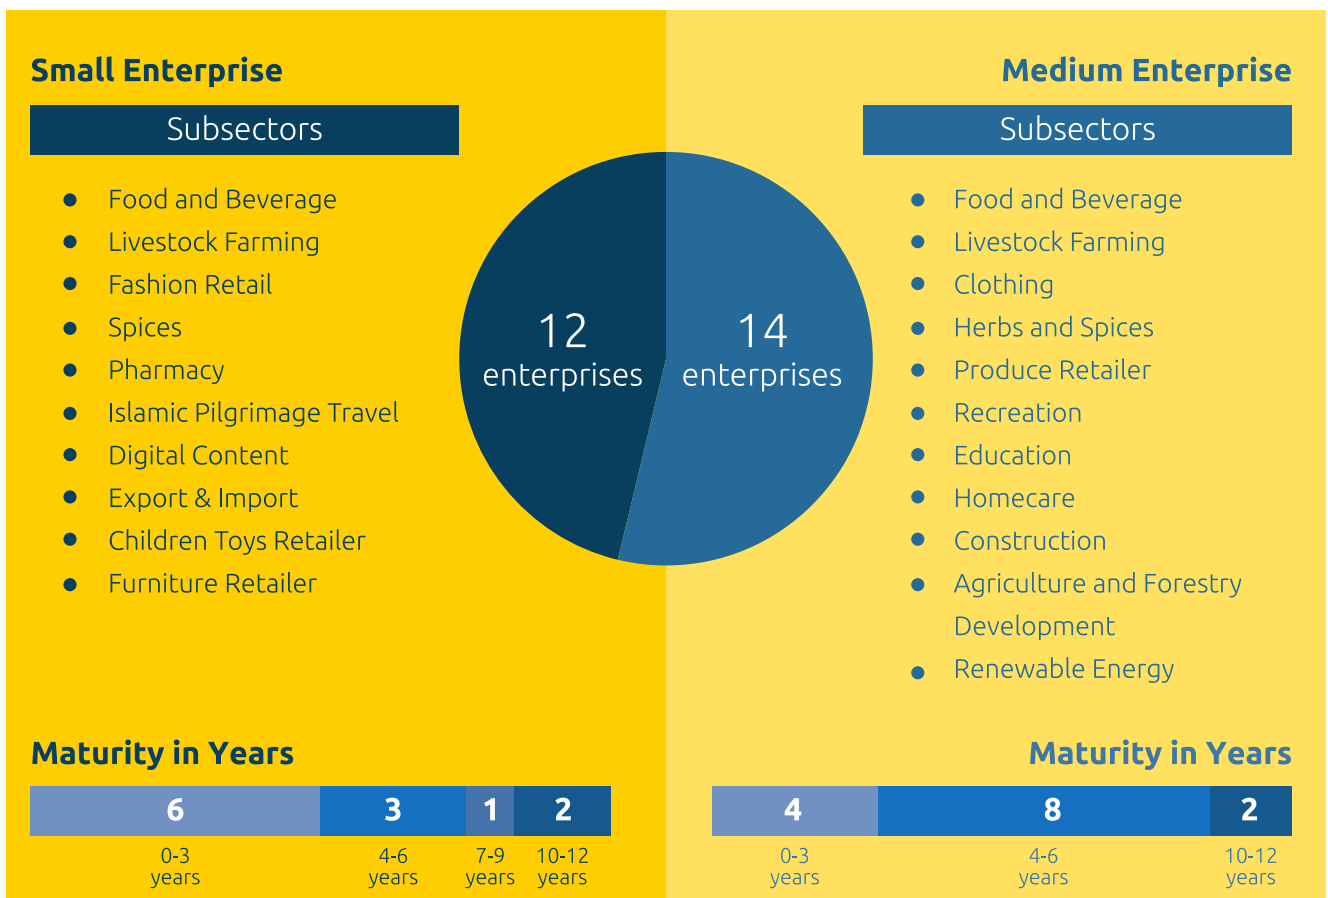 Small Enterprise
Subsectors
Food and Beverage
Livestock Farming
Fashion Retail
Spices
Pharmacy
Islamic Pilgrimage Travel
Digital Content
Export & Import
Children Toys Retailer
Furniture Retailer
12
enterprises
14
enterprises
Medium Enterprise
Subsectors
Food and Beverage
Livestock Farming
Clothing
Herbs and Spices
Produce Retailer
Recreation
Education
Homecare
Construction
Agriculture and Forestry
Development
Renewable Energy
Maturity in Years
6 3 1 2
0-3 4-6 7-9 10-12
years years years years
Maturity in Years
4 8 2
0-3 4-6 10-12
years years years